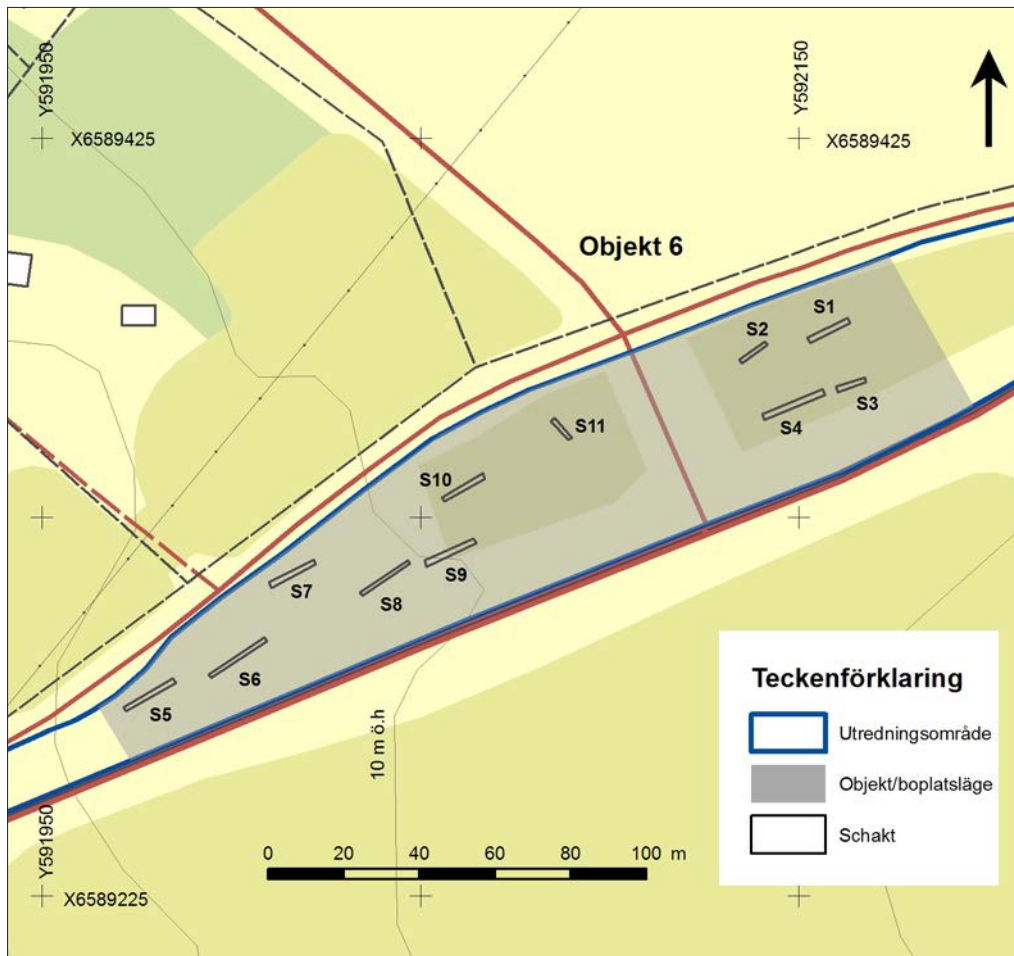 Y591950
X6589425
Y592150
X6589425
Objekt 6
S1
S2
S3
S4
S11
S10
S9
S7
S8
S6
S5
10 m ö.h
Teckenförklaring
Utredningsområde
Objekt/boplatsläge
Schakt
0 20 40 60 80 100 m
Y591950
X6589225